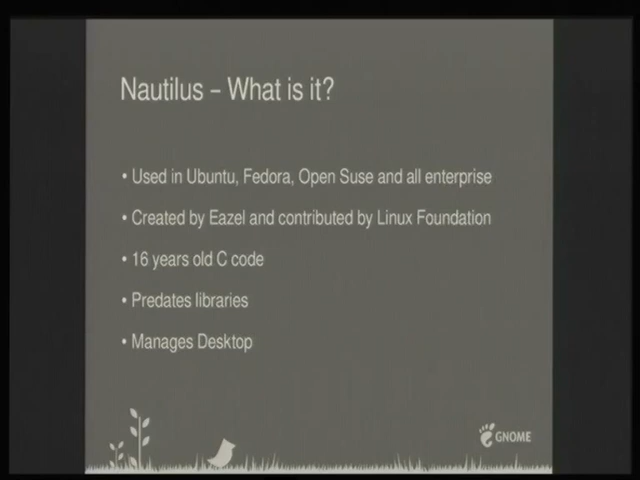 Nautilus – What is it?
• Used in Ubuntu, Fedora, Open Suse and all enterprise
• Created by Eazel and contributed by Linux Foundation
• 16 years old C code
• Predates libraries
• Manages Desktop
GNOME